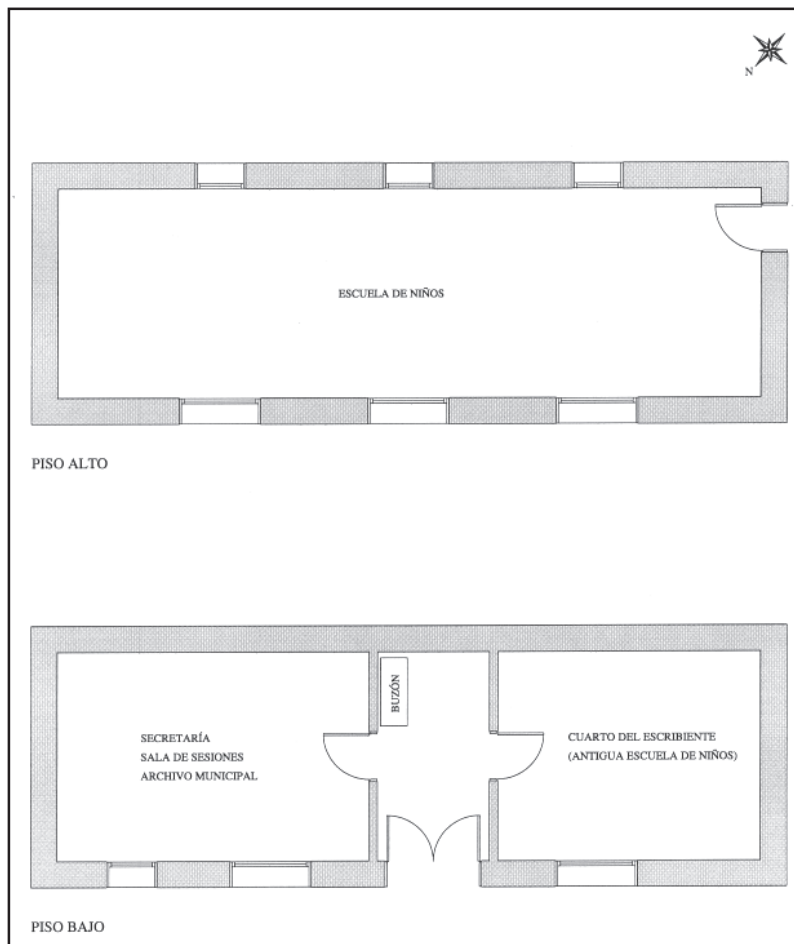 N
ESCUELA DE NIÑOS
PISO ALTO
BUZÓN
SECRETARÍA
SALA DE SESIONES
ARCHIVO MUNICIPAL
CUARTO DEL ESCRIBIENTE
(ANTIGUA ESCUELA DE NIÑOS)
PISO BAJO